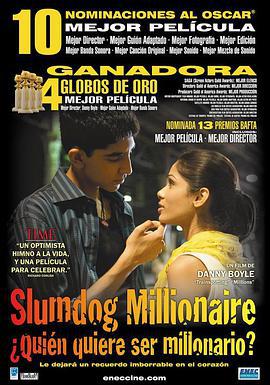 10
NOMINACIONES AL OSCAR®
MEJOR PELÍCULA
Mejor Director - Mejor Guión Adaptado - Mejor Fotografía - Mejor Edición
Mejor Banda Sonora - Mejor Canción Original - Mejor Sonido - Mejor Mezcla de Sonido
GANADORA
4 GLOBOS DE ORO
MEJOR PELÍCULA
NOMINADA 13 PREMIOS BAFTA
MEJOR PELÍCULA - MEJOR DIRECTOR
TIME
"UN OPTIMISTA
HIMNO A LA VIDA,
Y UNA PELÍCULA
PARA CELEBRAR."
RICHARD CORLISS
UN FILM DE
DANNY BOYLE
Slumdog Millionaire
¿Quién quiere ser millonario?
Le dejará un recuerdo imborrable en el corazón
eneccine.com
ENEC